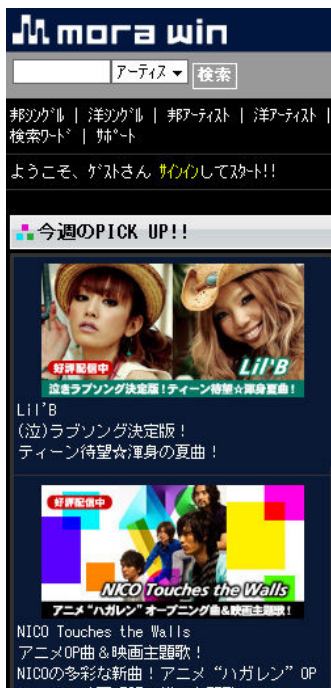 mora win
アーティス 検索
邦ｼﾝｸﾞﾙ | 洋ｼﾝｸﾞﾙ | 邦ｱｰﾃｨｽﾄ | 洋ｱｰﾃｨｽﾄ |
検索ﾜｰﾄﾞ | ｻﾎﾟｰﾄ
ようこそ、ｹﾞｽﾄさん ｻｲﾝｲﾝしてｽﾀｰﾄ!!
今週のPICK UP!!
好評配信中
Lil'B
泣きラブソング決定版！ティーン待望☆渾身夏曲！
Lil'B
(泣)ラブソング決定版！
ティーン待望☆渾身の夏曲！
好評配信中
NICO Touches the Walls
アニメ“ハガレン”オープニング曲&映画主題歌！
NICO Touches the Walls
アニメOP曲＆映画主題歌！
NICOの多彩な新曲！アニメ “ハガレン” OP